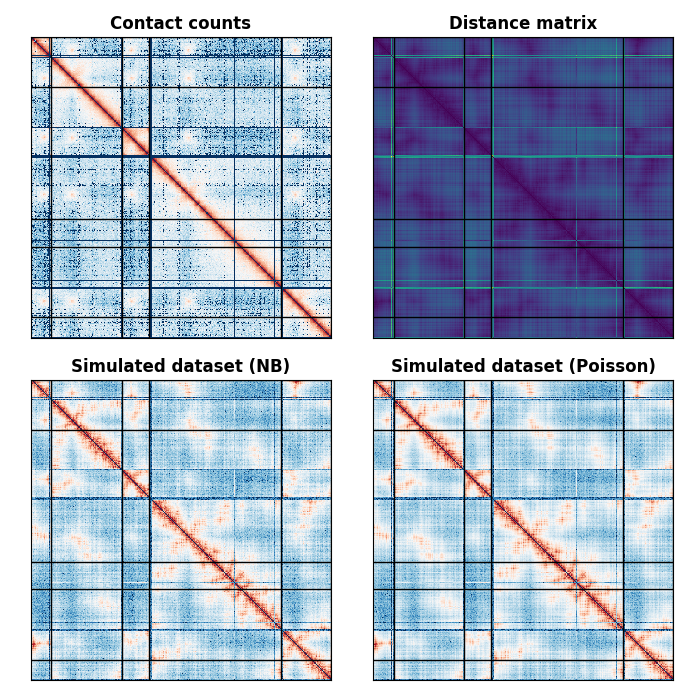 Contact counts
Distance matrix
Simulated dataset (NB)
Simulated dataset (Poisson)